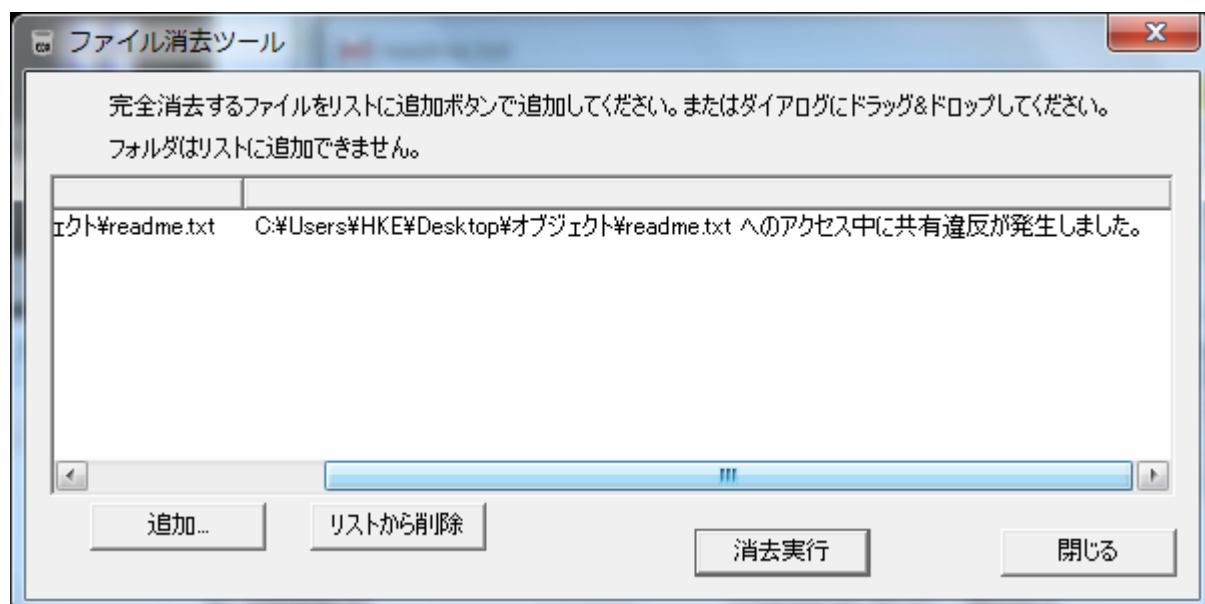 ファイル消去ツール
完全消去するファイルをリストに追加ボタンで追加してください。またはダイアログにドラッグ&ドロップしてください。
フォルダはリストに追加できません。
ェクト¥readme.txt C:¥Users¥HKE¥Desktop¥オブジェクト¥readme.txt へのアクセス中に共有違反が発生しました。
追加... リストから削除 消去実行 閉じる